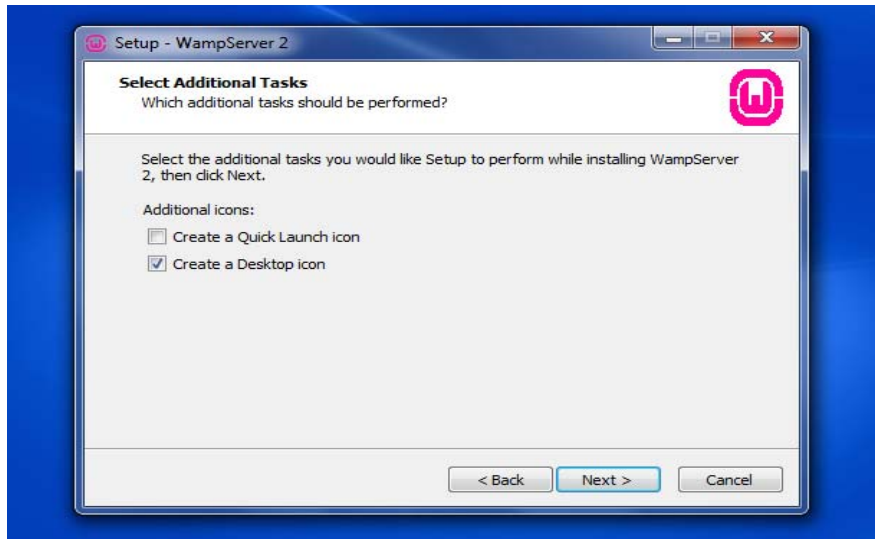 Setup - WampServer 2
Select Additional Tasks
Which additional tasks should be performed?
Select the additional tasks you would like Setup to perform while installing WampServer
2, then click Next.
Additional icons:
Create a Quick Launch icon
Create a Desktop icon
< Back
Next >
Cancel